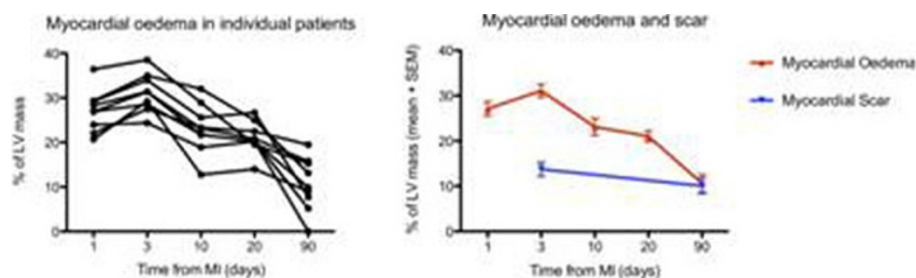 Myocardial oedema in individual patients
% of LV mass
40
30
20
10
0
1 3 10 20 90
Time from MI (days)
Myocardial oedema and scar
% of LV mass (mean + SEM)
40
30
20
10
0
1 3 10 20 90
Time from MI (days)
Myocardial Oedema
Myocardial Scar